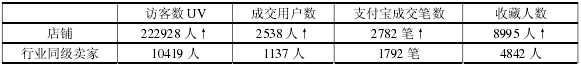 访客数 UV 成交用户数 支付宝成交笔数 收藏人数
店铺 222928 人↑ 2538 人↑ 2782 笔↑ 8995 人↑
行业同级卖家 10419 人 1137 人 1792 笔 4842 人